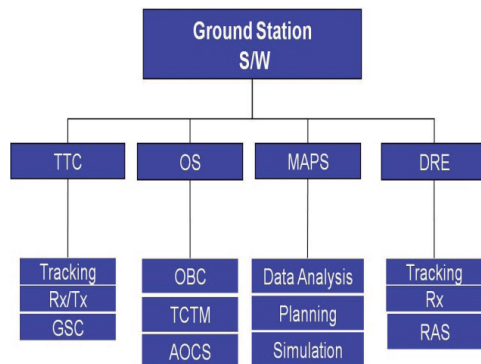 Ground Station
S/W
TTC
OS
MAPS
DRE
Tracking
Rx/Tx
GSC
OBC
TCTM
AOCS
Data Analysis
Planning
Simulation
Tracking
Rx
RAS